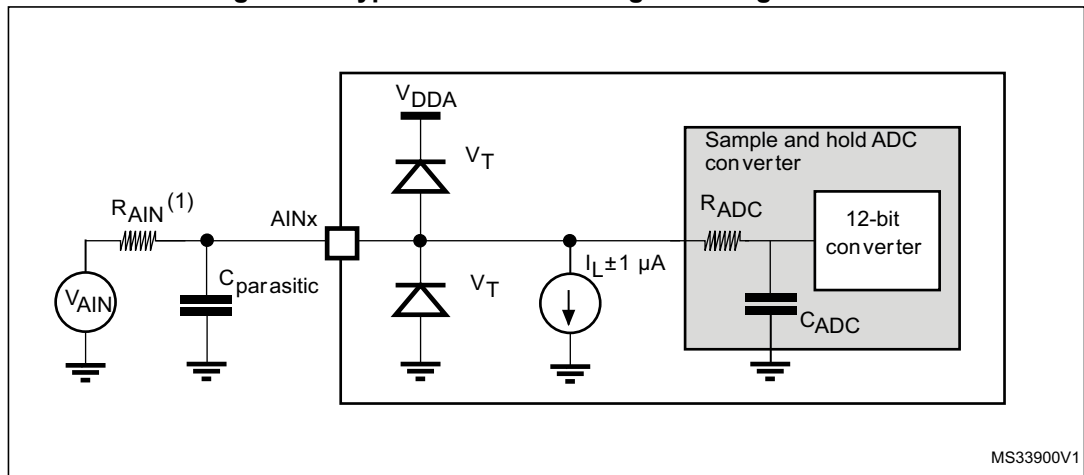 V_DDA
V_T
Sample and hold ADC
converter
R_AIN (1)
AINx
R_ADC
12-bit
converter
I_L±1 µA
V_AIN
C_parasitic
V_T
C_ADC
MS33900V1